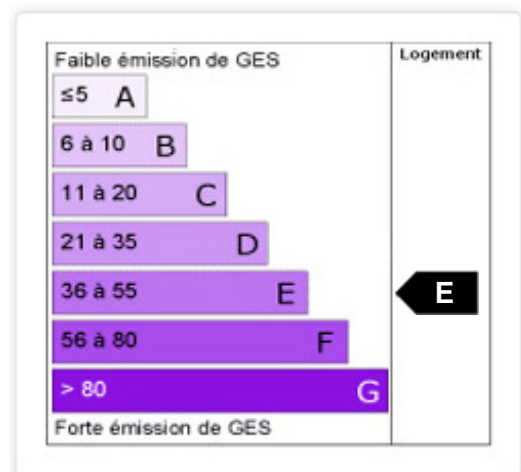 Faible émission de GES
Logement
≤5 A
6 à 10 B
11 à 20 C
21 à 35 D
36 à 55 E
E
56 à 80 F
> 80 G
Forte émission de GES